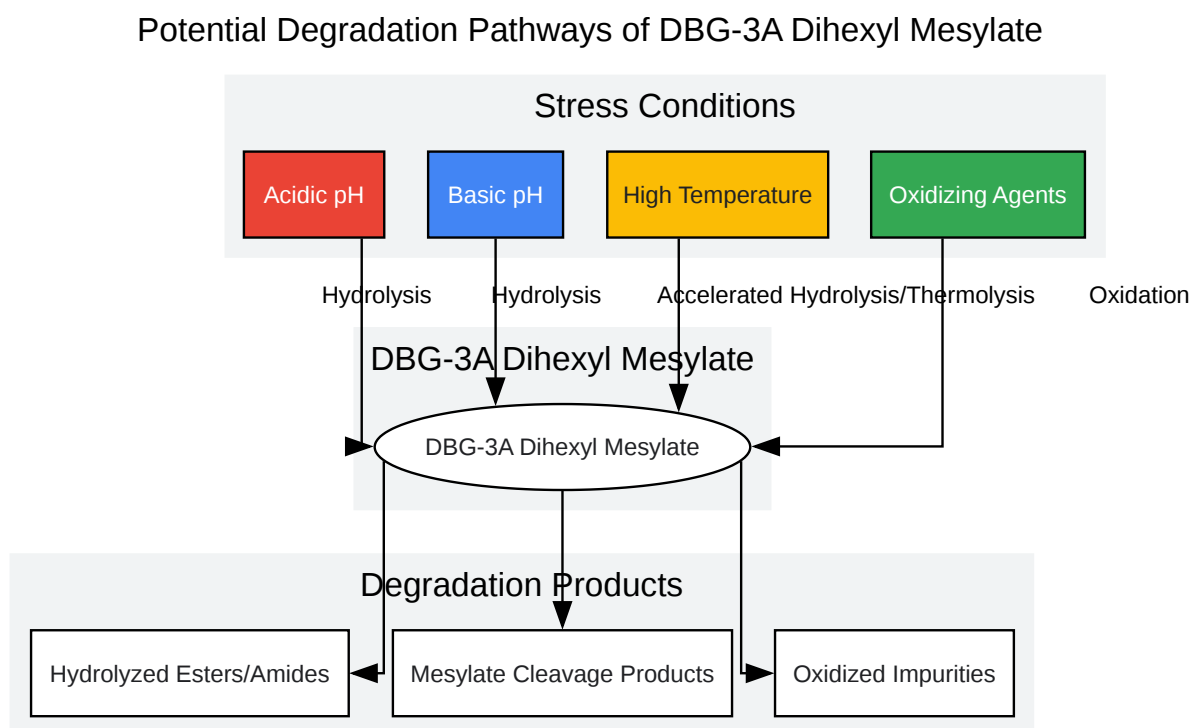 Potential Degradation Pathways of DBG-3A Dihexyl Mesylate
Stress Conditions
Acidic pH
Basic pH
High Temperature
Oxidizing Agents
Hydrolysis
Hydrolysis
Accelerated Hydrolysis/Thermolysis
Oxidation
DBG-3A Dihexyl Mesylate
DBG-3A Dihexyl Mesylate
Degradation Products
Hydrolyzed Esters/Amides
Mesylate Cleavage Products
Oxidized Impurities